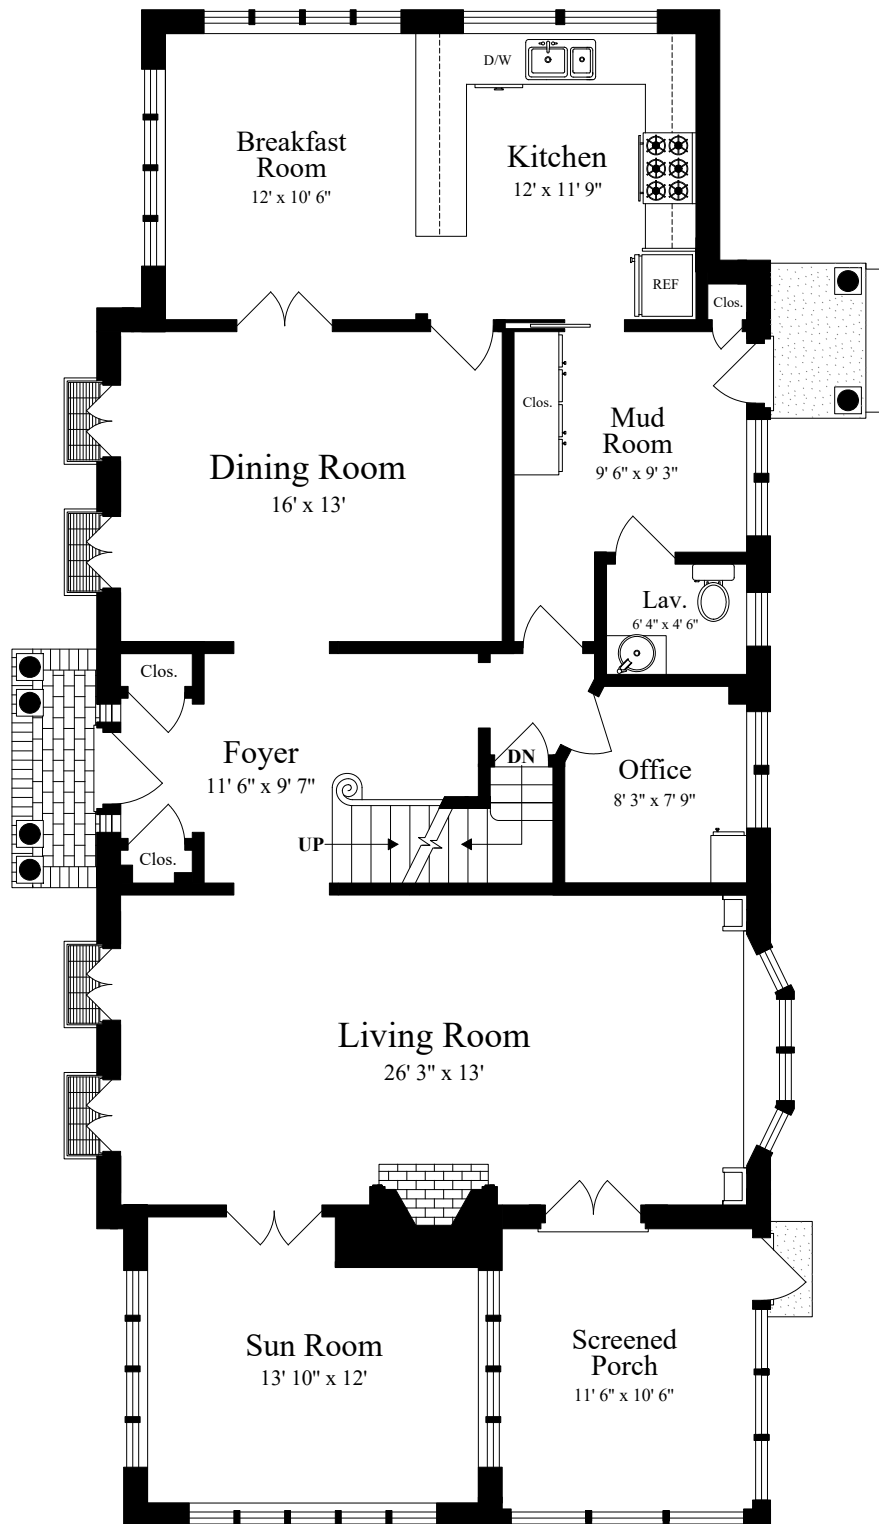 D/W
Breakfast
Room
12' x 10' 6"
Kitchen
12' x 11' 9"
REF
Clos.
Clos.
Mud
Room
9' 6" x 9' 3"
Dining Room
16' x 13'
Lav.
6' 4" x 4' 6"
Clos.
Foyer
11' 6" x 9' 7"
DN
Office
8' 3" x 7' 9"
UP
Clos.
Living Room
26' 3" x 13'
Sun Room
13' 10" x 12'
Screened
Porch
11' 6" x 10' 6"